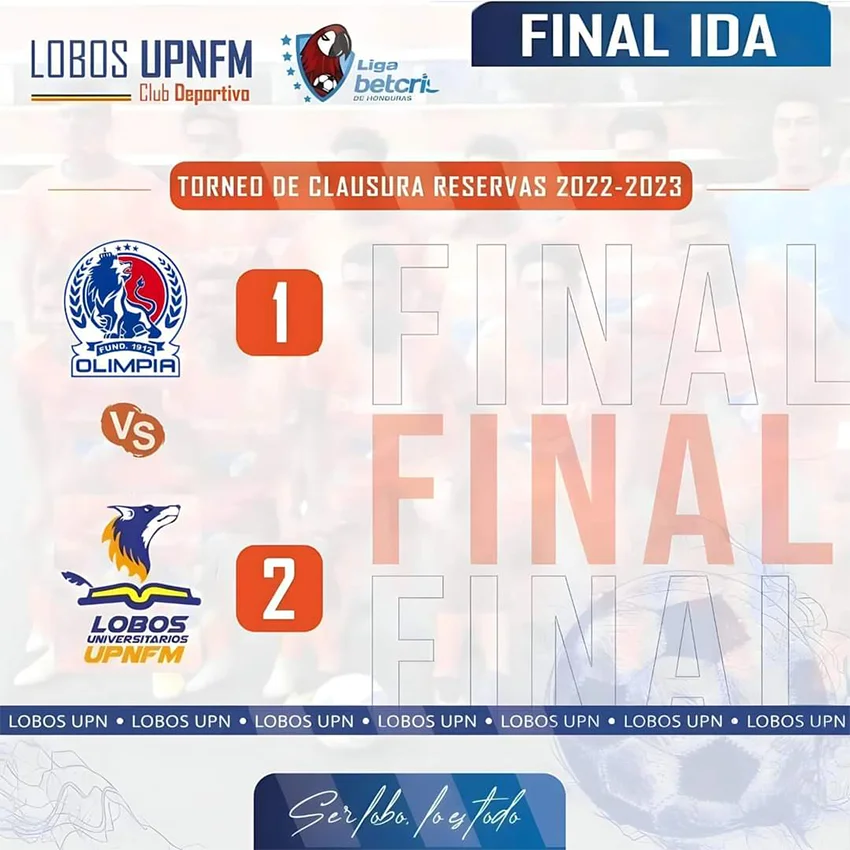 LOBOS UPNFM
Club Deportivo
Liga
betcris
DE HONDURAS
FINAL IDA
TORNEO DE CLAUSURA RESERVAS 2022-2023
FUND. 1912
OLIMPIA
1
VS
LOBOS
UNIVERSITARIOS
UPNFM
2
FINAL
FINAL
FINAL
LOBOS UPN • LOBOS UPN • LOBOS UPN • LOBOS UPN • LOBOS UPN • LOBOS UPN • LOBOS UPN
Ser lobo, lo es todo